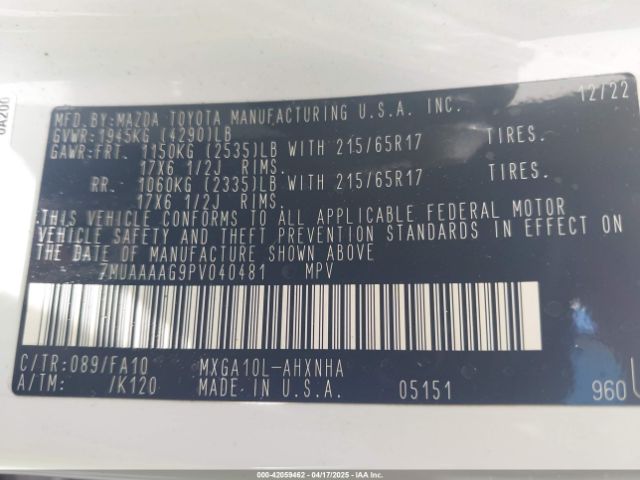 MFD.BY:MAZDA TOYOTA MANUFACTURING U.S.A. INC. 12/22
GVWR:1945KG (4290)LB
GAWR:FRT. 1150KG (2535)LB WITH 215/65R17 TIRES.
17X6 1/2J RIMS.
RR. 1060KG (2335)LB WITH 215/65R17 TIRES.
17X6 1/2J RIMS.
THIS VEHICLE CONFORMS TO ALL APPLICABLE FEDERAL MOTOR
VEHICLE SAFETY AND THEFT PREVENTION STANDARDS IN EFFECT ON
THE DATE OF MANUFACTURE SHOWN ABOVE
7MUAAAAG9PV040481 MPV
C/TR:089/FA10 MXGA10L-AHXNHA
A/TM: /K120 MADE IN U.S.A. 05151 960
000-42059462 - 04/17/2025 - IAAI.COM